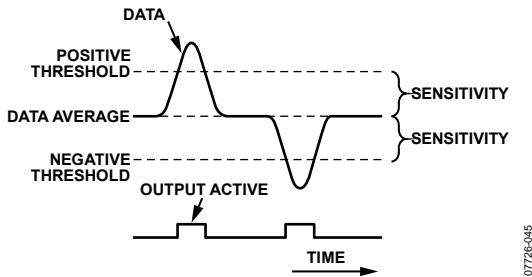 DATA
POSITIVE
THRESHOLD
SENSITIVITY
DATA AVERAGE
SENSITIVITY
NEGATIVE
THRESHOLD
OUTPUT ACTIVE
TIME
07726-045